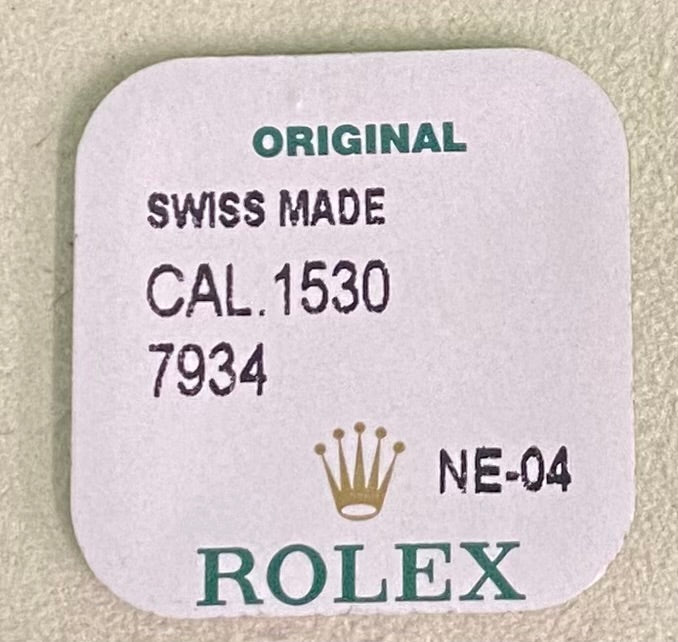 ORIGINAL
SWISS MADE
CAL.1530
7934
NE-04
ROLEX